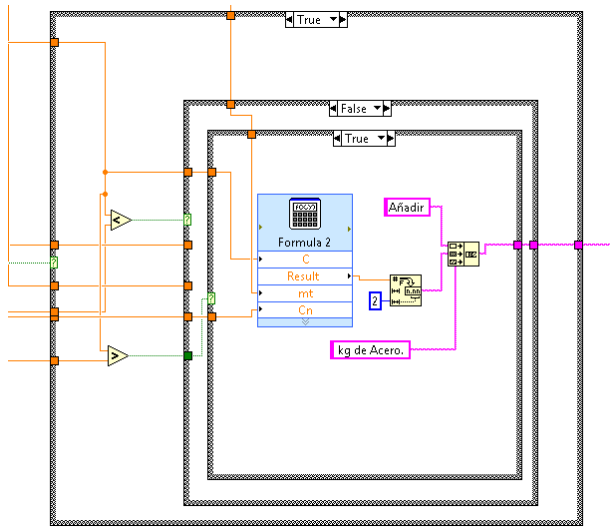 True
False
True
Añadir
Formula 2
C
Result
mt
Cn
2
kg de Acero.